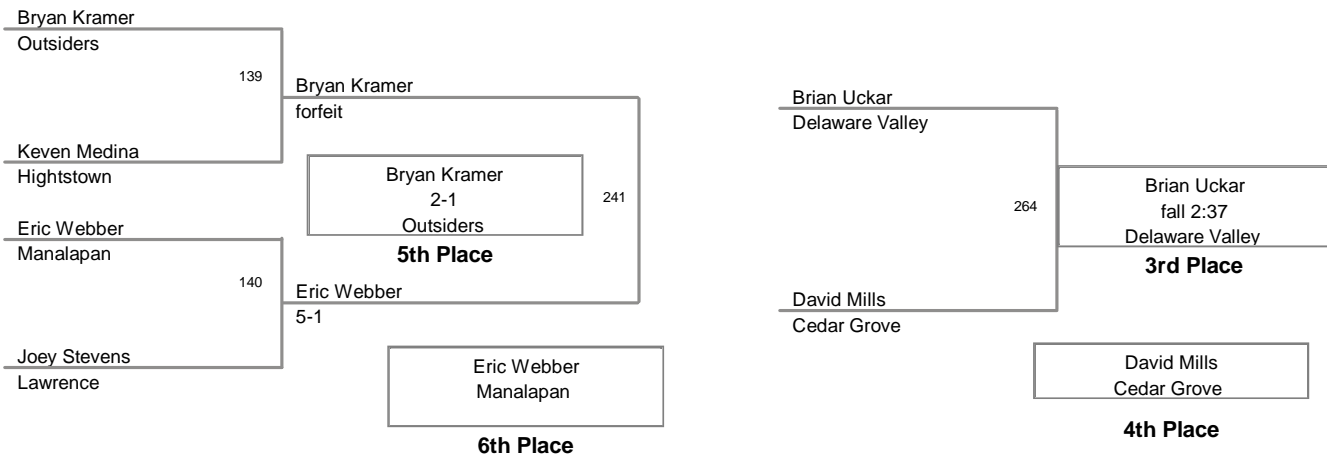 Bryan Kramer
Outsiders
139
Bryan Kramer
forfeit
Keven Medina
Hightstown
Bryan Kramer
2-1
Outsiders
5th Place
241
Eric Webber
Manalapan
140
Eric Webber
5-1
Joey Stevens
Lawrence
Eric Webber
Manalapan
6th Place
Brian Uckar
Delaware Valley
264
Brian Uckar
fall 2:37
Delaware Valley
3rd Place
David Mills
Cedar Grove
David Mills
Cedar Grove
4th Place